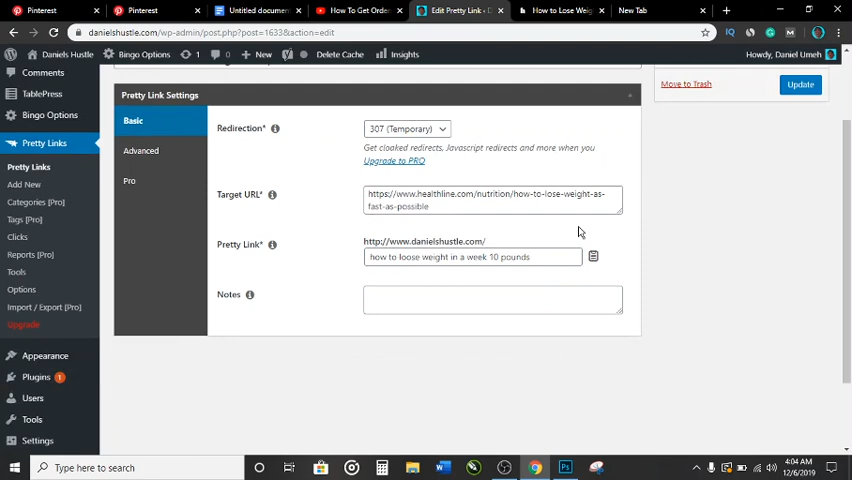 Pinterest
Pinterest
Untitled document
How To Get Order
Edit Pretty Link ‹ D
How to Lose Weig
New Tab
danielshustle.com/wp-admin/post.php?post=1633&action=edit
Daniels Hustle
Bingo Options
1
0
New
Delete Cache
Insights
Howdy, Daniel Umeh
Comments
TablePress
Bingo Options
Pretty Links
Pretty Links
Add New
Categories [Pro]
Tags [Pro]
Clicks
Reports [Pro]
Tools
Options
Import / Export [Pro]
Upgrade
Appearance
Plugins 1
Users
Tools
Settings
Move to Trash
Update
Pretty Link Settings
Basic
Advanced
Pro
Redirection*
307 (Temporary)
Get cloaked redirects, Javascript redirects and more when you
Upgrade to PRO
Target URL*
https://www.healthline.com/nutrition/how-to-lose-weight-as-
fast-as-possible
Pretty Link*
http://www.danielshustle.com/
how to loose weight in a week 10 pounds
Notes
Type here to search
4:04 AM
12/6/2019